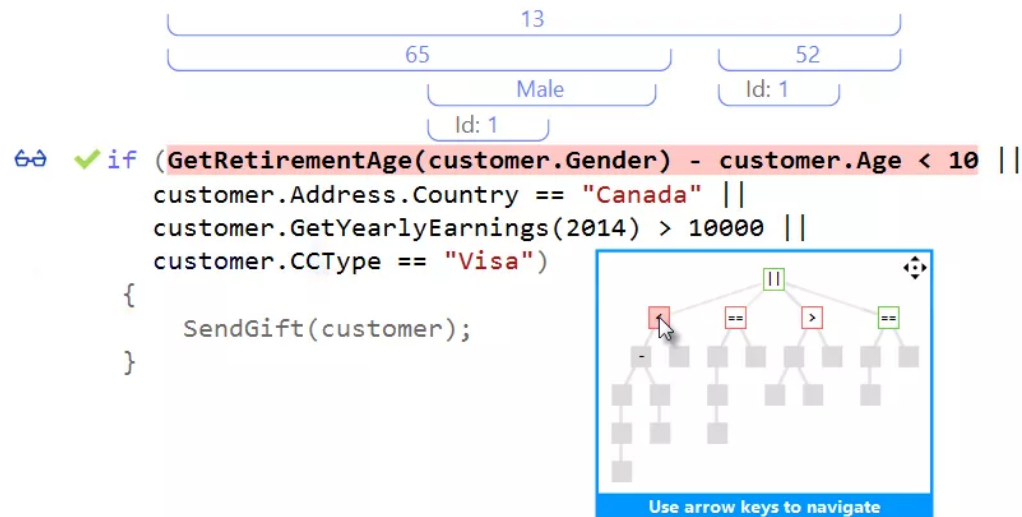 13
65 52
Male Id: 1
Id: 1
if (GetRetirementAge(customer.Gender) - customer.Age < 10 ||
customer.Address.Country == "Canada" ||
customer.GetYearlyEarnings(2014) > 10000 ||
customer.CCType == "Visa")
{
SendGift(customer);
}
||
< == > ==
-
Use arrow keys to navigate